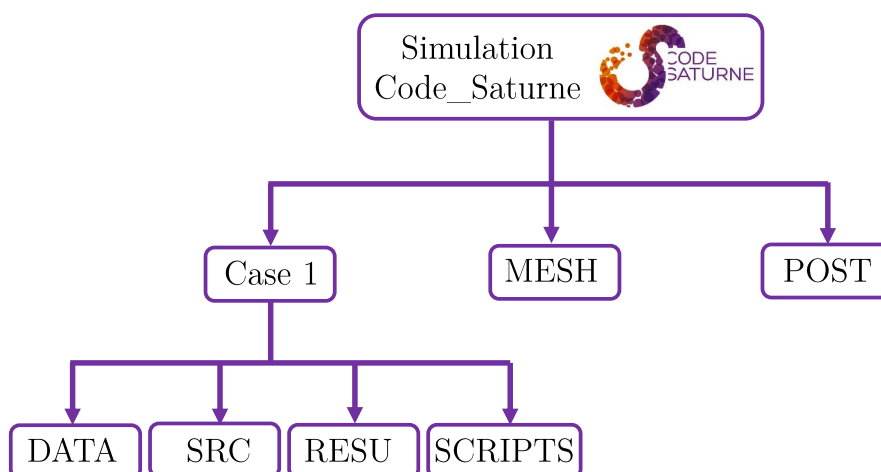 Simulation
Code_Saturne
CODE
SATURNE
Case 1
MESH
POST
DATA
SRC
RESU
SCRIPTS